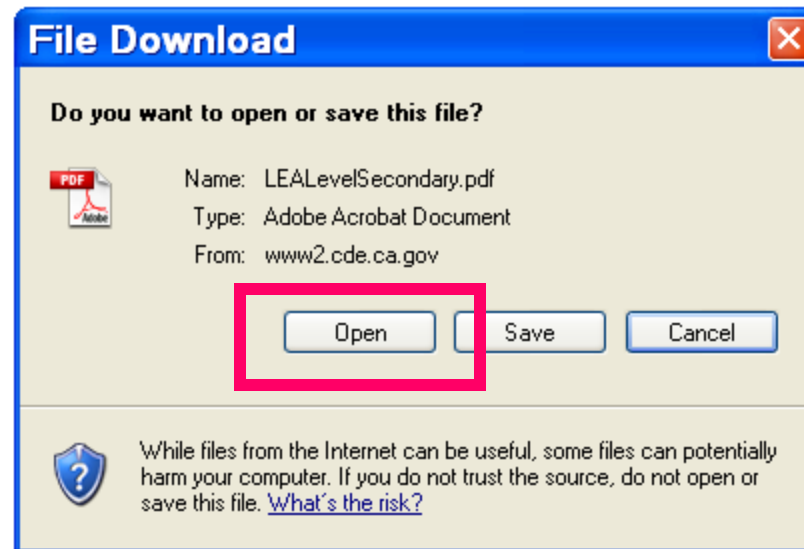 File Download
Do you want to open or save this file?
PDF
Adobe
Name: LEALevelSecondary.pdf
Type: Adobe Acrobat Document
From: www2.cde.ca.gov
Open Save Cancel
?
While files from the Internet can be useful, some files can potentially
harm your computer. If you do not trust the source, do not open or
save this file. What's the risk?